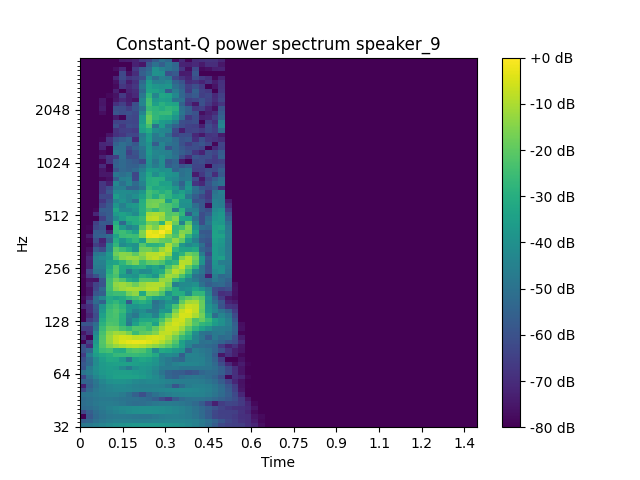 Constant-Q power spectrum speaker_9
Hz
2048
1024
512
256
128
64
32
0 0.15 0.3 0.45 0.6 0.75 0.9 1.1 1.2 1.4
Time
+0 dB
-10 dB
-20 dB
-30 dB
-40 dB
-50 dB
-60 dB
-70 dB
-80 dB